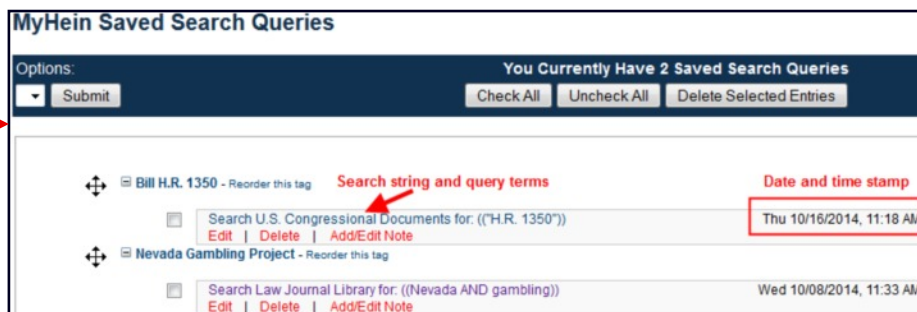 MyHein Saved Search Queries
Options: You Currently Have 2 Saved Search Queries
Submit Check All Uncheck All Delete Selected Entries
Bill H.R. 1350 - Reorder this tag Search string and query terms Date and time stamp
Search U.S. Congressional Documents for: (("H.R. 1350")) Thu 10/16/2014, 11:18 AM
Edit | Delete | Add/Edit Note
Nevada Gambling Project - Reorder this tag
Search Law Journal Library for: ((Nevada AND gambling)) Wed 10/08/2014, 11:33 AM
Edit | Delete | Add/Edit Note